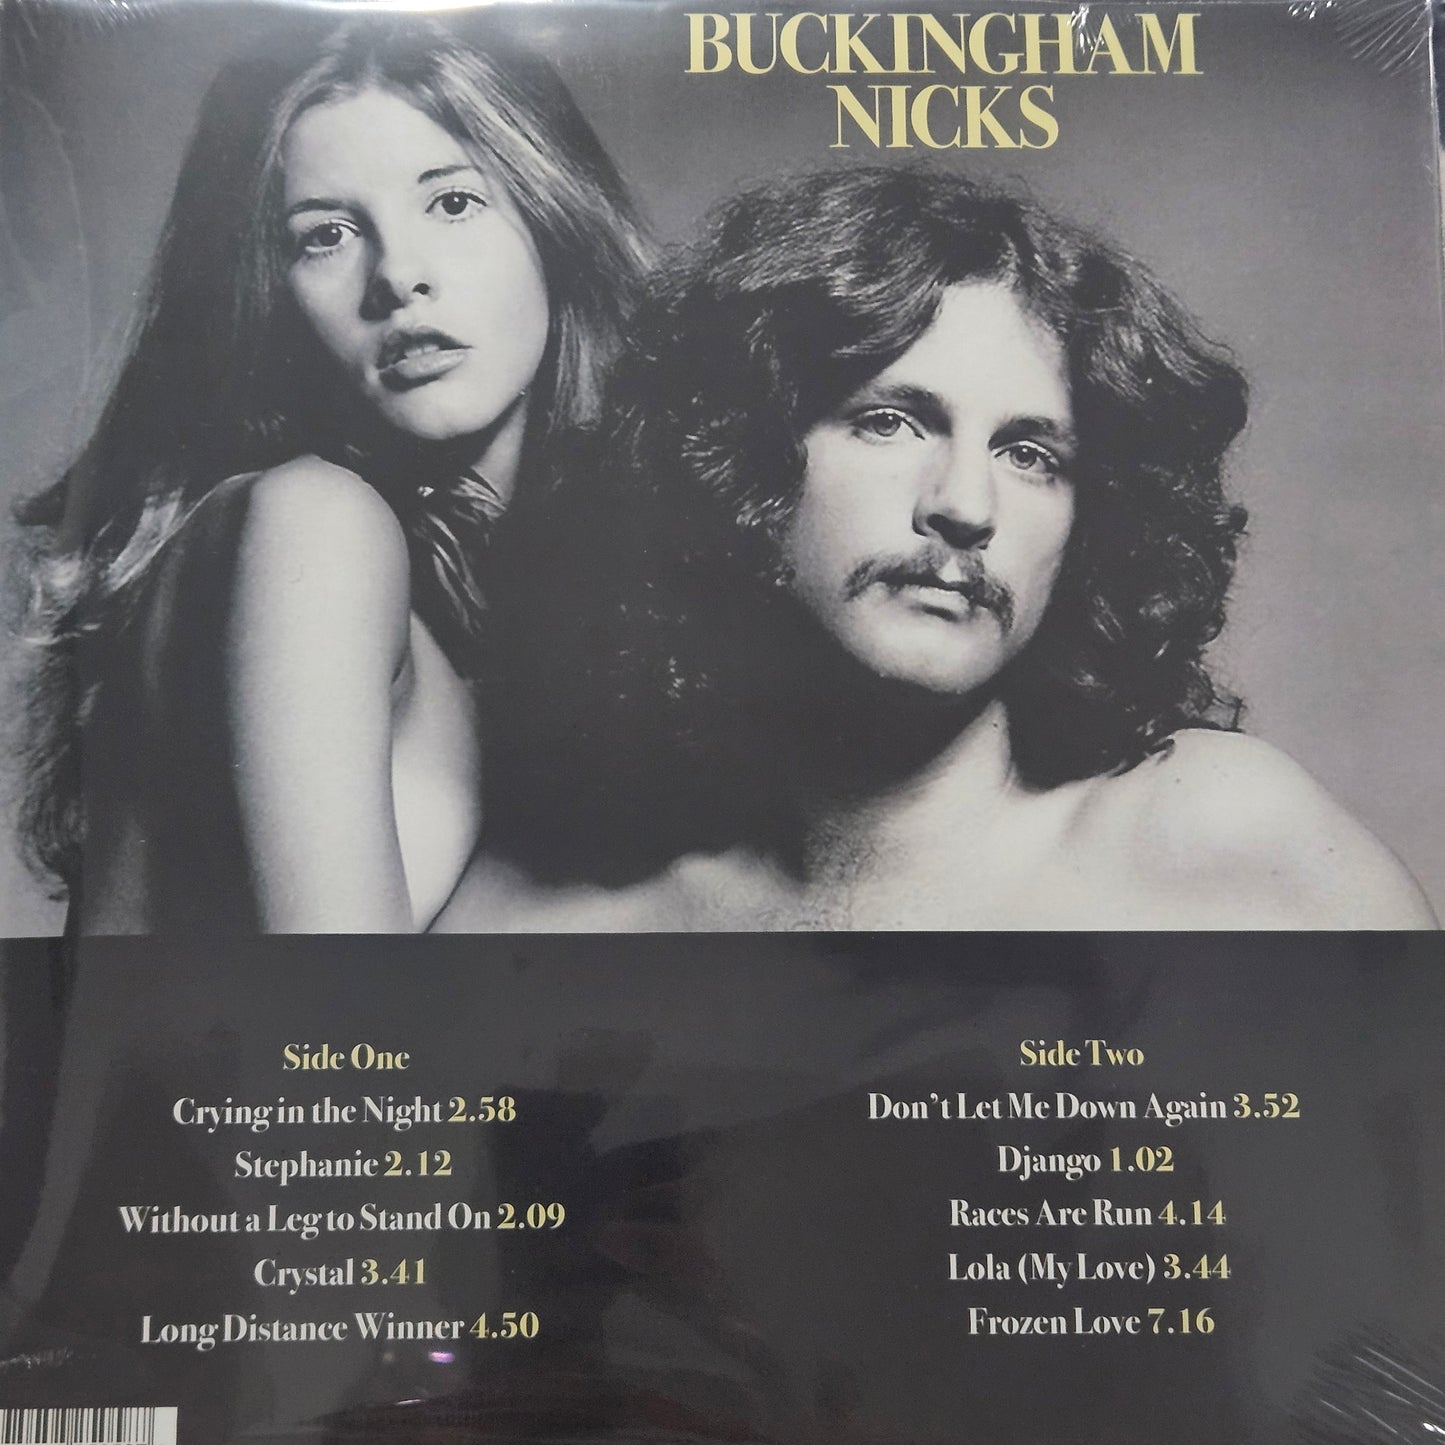 BUCKINGHAM
NICKS
Side One
Crying in the Night 2.58
Stephanie 2.12
Without a Leg to Stand On 2.09
Crystal 3.41
Long Distance Winner 4.50
Side Two
Don't Let Me Down Again 3.52
Django 1.02
Races Are Run 4.14
Lola (My Love) 3.44
Frozen Love 7.16